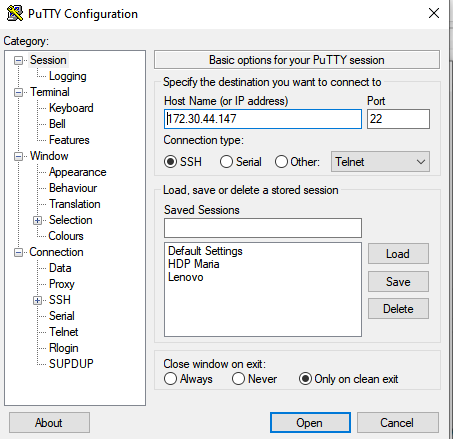 PuTTY Configuration
Category:
Session
Logging
Terminal
Keyboard
Bell
Features
Window
Appearance
Behaviour
Translation
Selection
Colours
Connection
Data
Proxy
SSH
Serial
Telnet
Rlogin
SUPDUP
Basic options for your PuTTY session
Specify the destination you want to connect to
Host Name (or IP address) Port
172.30.44.147 22
Connection type:
SSH Serial Other: Telnet
Load, save or delete a stored session
Saved Sessions
Default Settings
HDP Maria
Lenovo
Load
Save
Delete
Close window on exit:
Always Never Only on clean exit
About Open Cancel